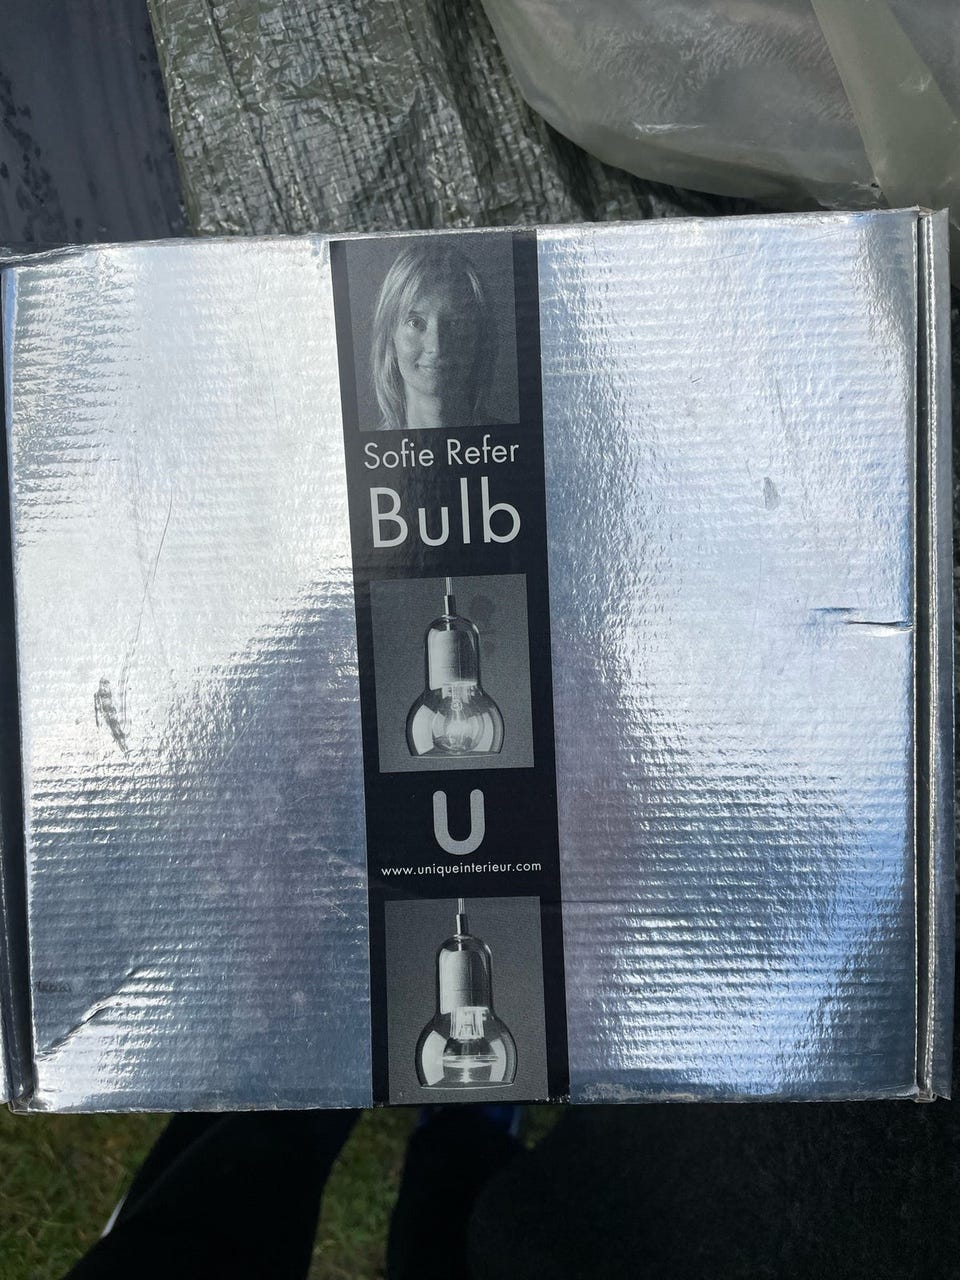 Sofie Refer
Bulb
U
www.uniqueinterieur.com